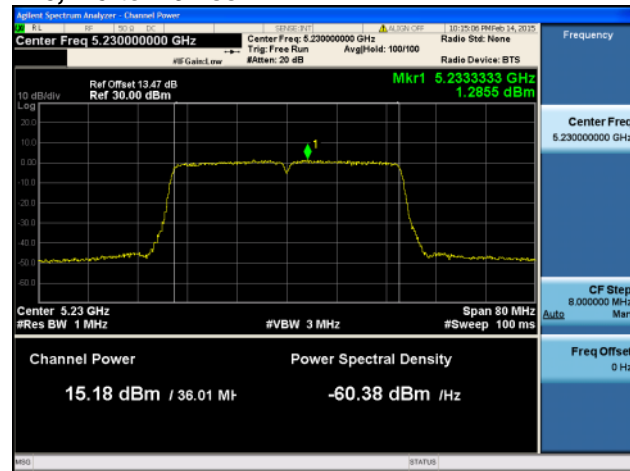 Agilent Spectrum Analyzer - Channel Power
RL RF 50 Ω DC SENSE:INT ALIGN OFF 10:15:06 PM Feb 14, 2015
Center Freq 5.230000000 GHz
Center Freq: 5.230000000 GHz
Radio Std: None
Trig: Free Run Avg|Hold: 100/100
#IFGain:Low #Atten: 20 dB Radio Device: BTS
Frequency
Ref Offset 13.47 dB
10 dB/div Ref 30.00 dBm
Mkr1 5.2333333 GHz
1.2855 dBm
Log
20.0
10.0
0.00
-10.0
-20.0
-30.0
-40.0
-50.0
-60.0
1
Center Freq
5.230000000 GHz
Center 5.23 GHz Span 80 MHz
#Res BW 1 MHz #VBW 3 MHz #Sweep 100 ms
CF Step
8.000000 MHz
Auto Man
Channel Power Power Spectral Density
15.18 dBm / 36.01 MH -60.38 dBm /Hz
Freq Offset
0 Hz
MSG STATUS